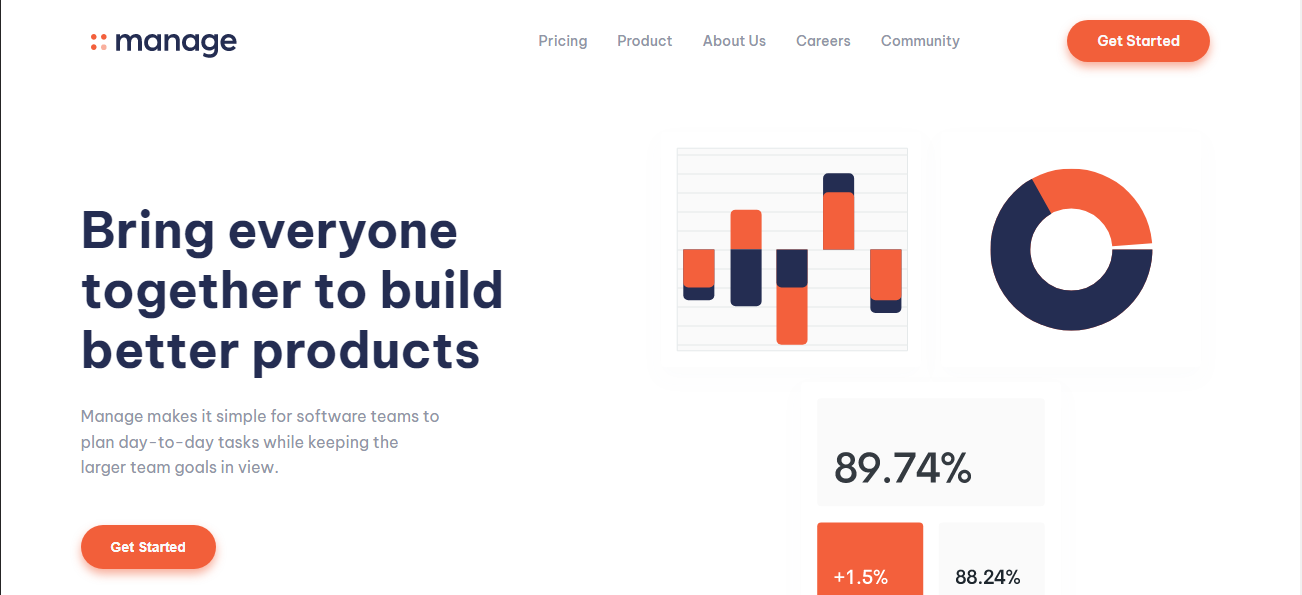 manage
Pricing Product About Us Careers Community
Get Started
Bring everyone
together to build
better products
Manage makes it simple for software teams to
plan day-to-day tasks while keeping the
larger team goals in view.
Get Started
89.74%
+1.5% 88.24%